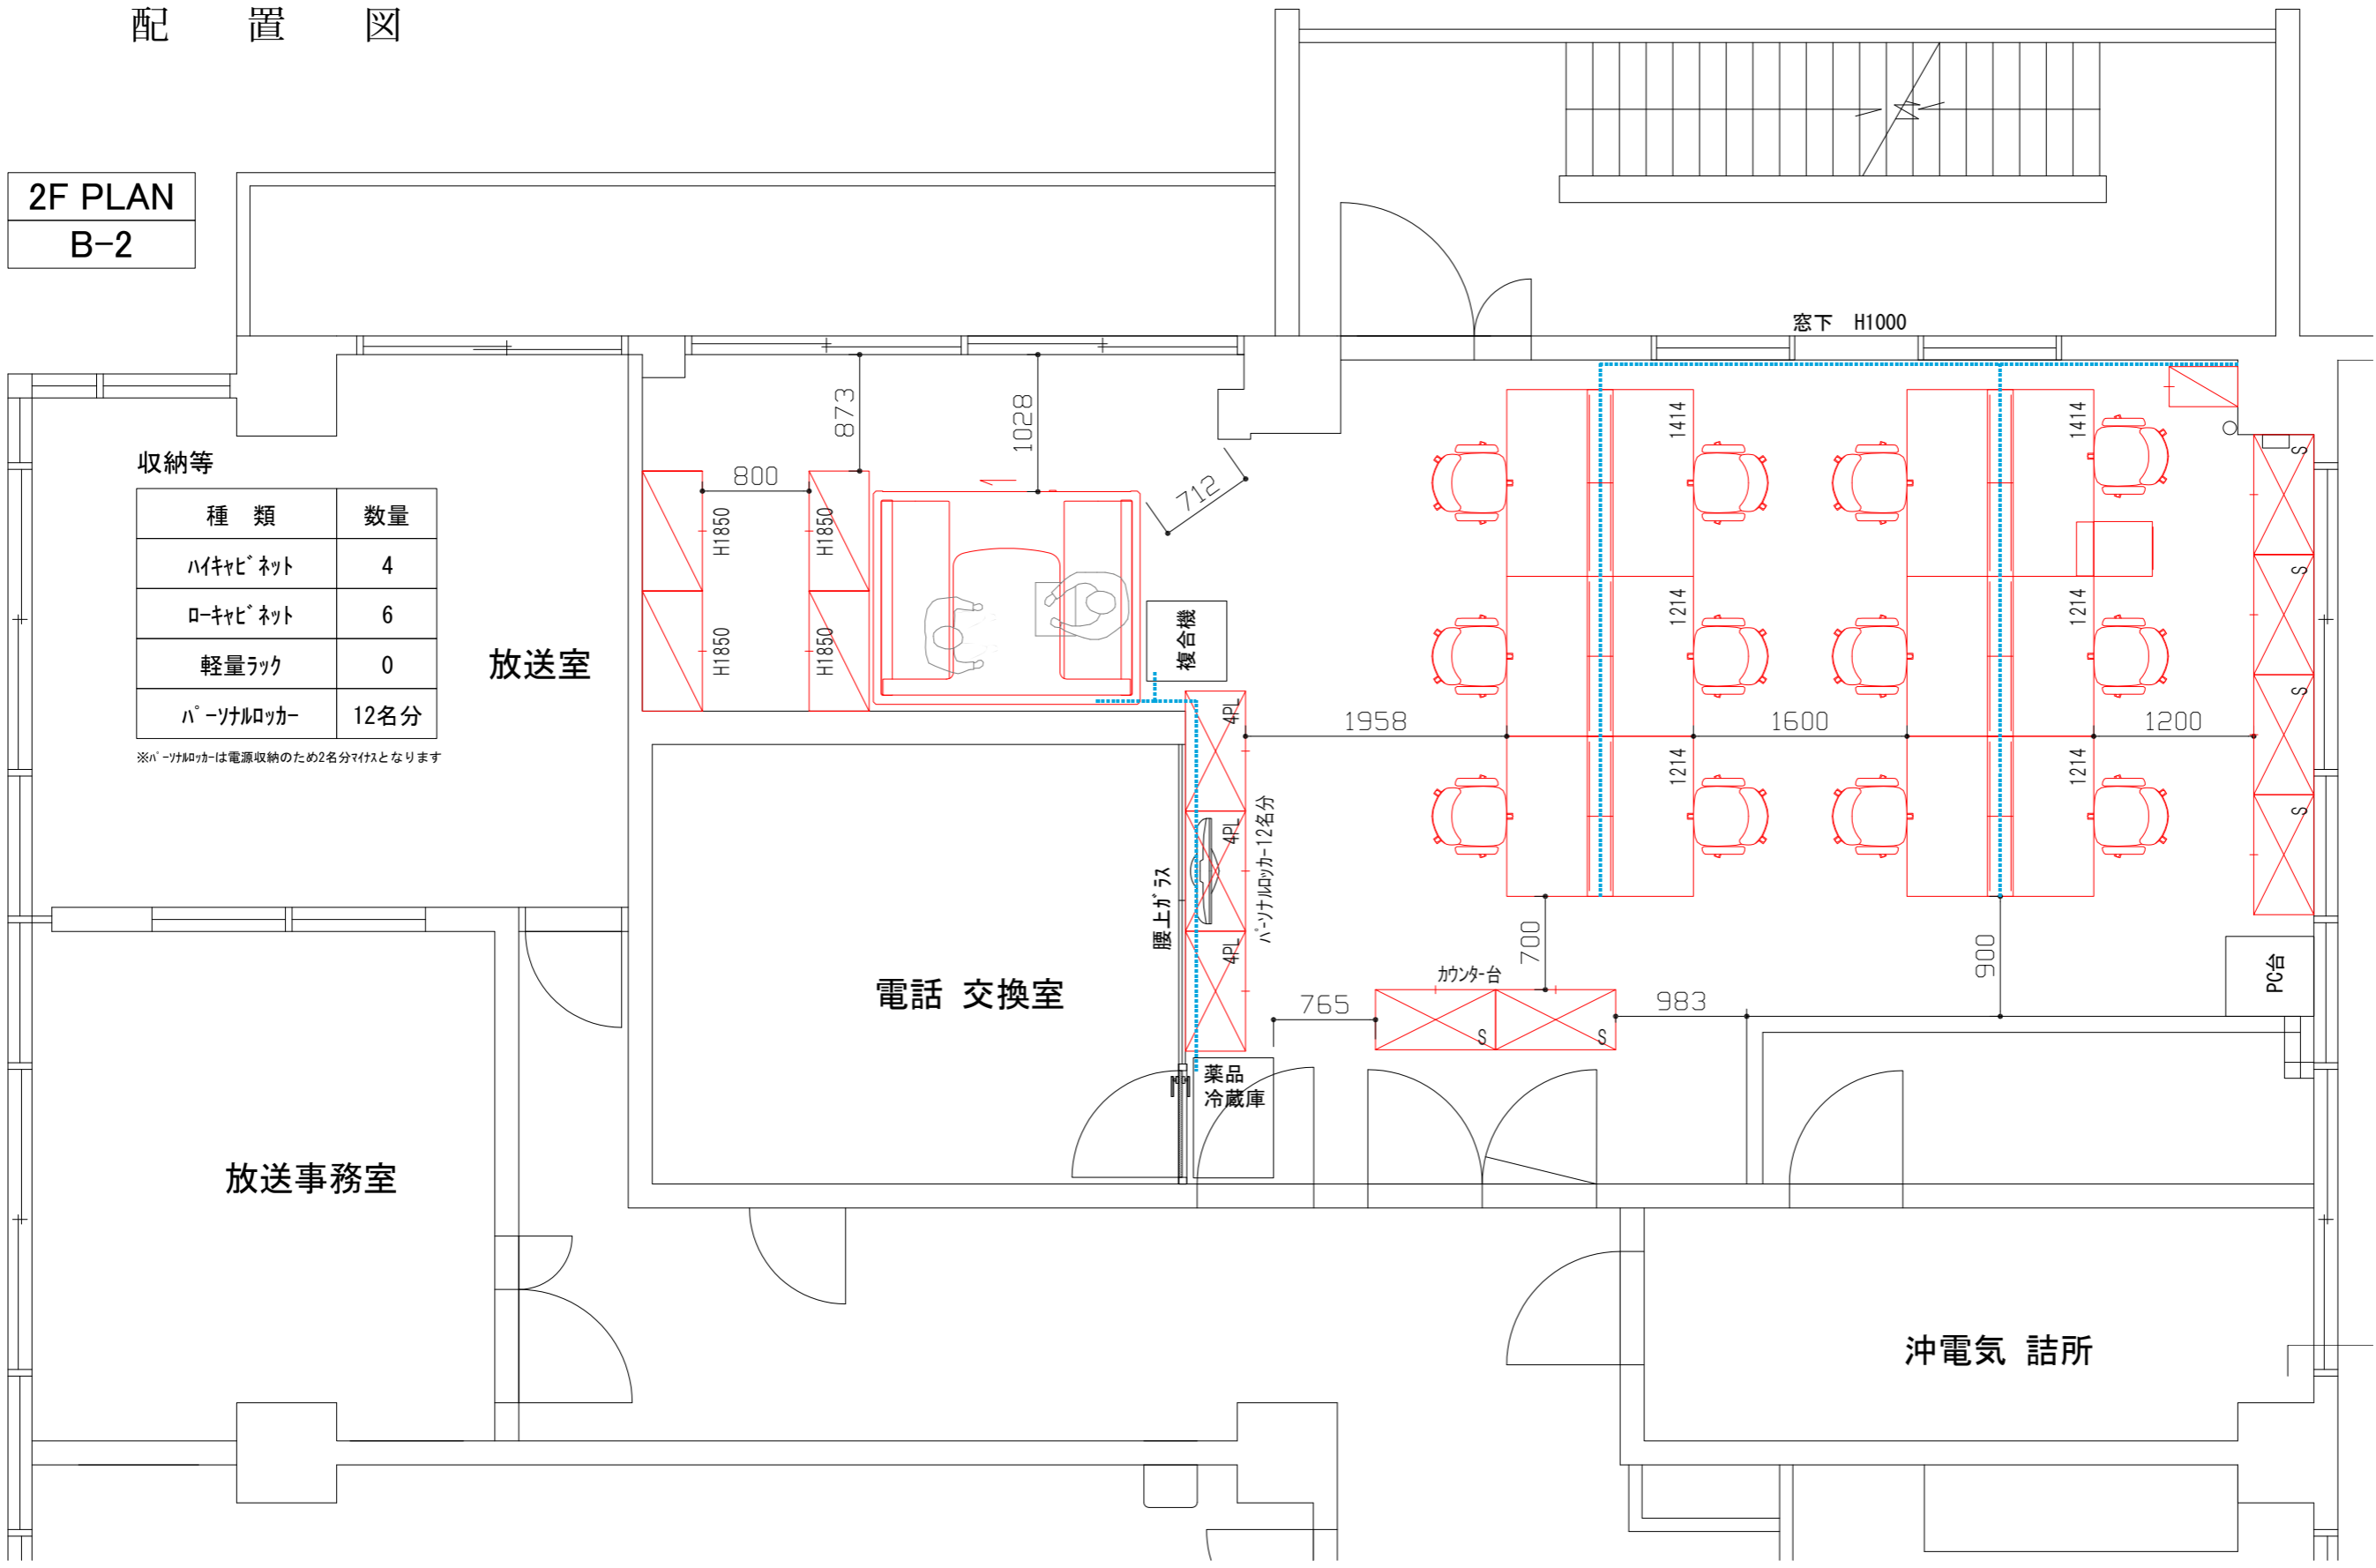 配 置 図
2F PLAN
B-2
窓下 H1000
収納等
種 類 数量
ﾊｲｷｬﾋﾞﾈｯﾄ 4
ﾛｰｷｬﾋﾞﾈｯﾄ 6
軽量ﾗｯｸ 0
ﾊﾟｰｿﾅﾙﾛｯｶｰ 12名分
※ﾊﾟｰｿﾅﾙﾛｯｶｰは電源収納のため2名分ﾏｲﾅｽとなります
放送室
873
1028
800
712
H1850
H1850
H1850
H1850
複合機
1414
1414
1214
1214
1214
1214
1958
1600
1200
S
S
S
S
4PL
4PL
4PL
ﾊﾟｰｿﾅﾙﾛｯｶｰ12名分
腰上ｶﾞﾗｽ
電話 交換室
700
900
ｶｳﾝﾀｰ台
765
983
S
S
PC台
薬品
冷蔵庫
放送事務室
沖電気 詰所